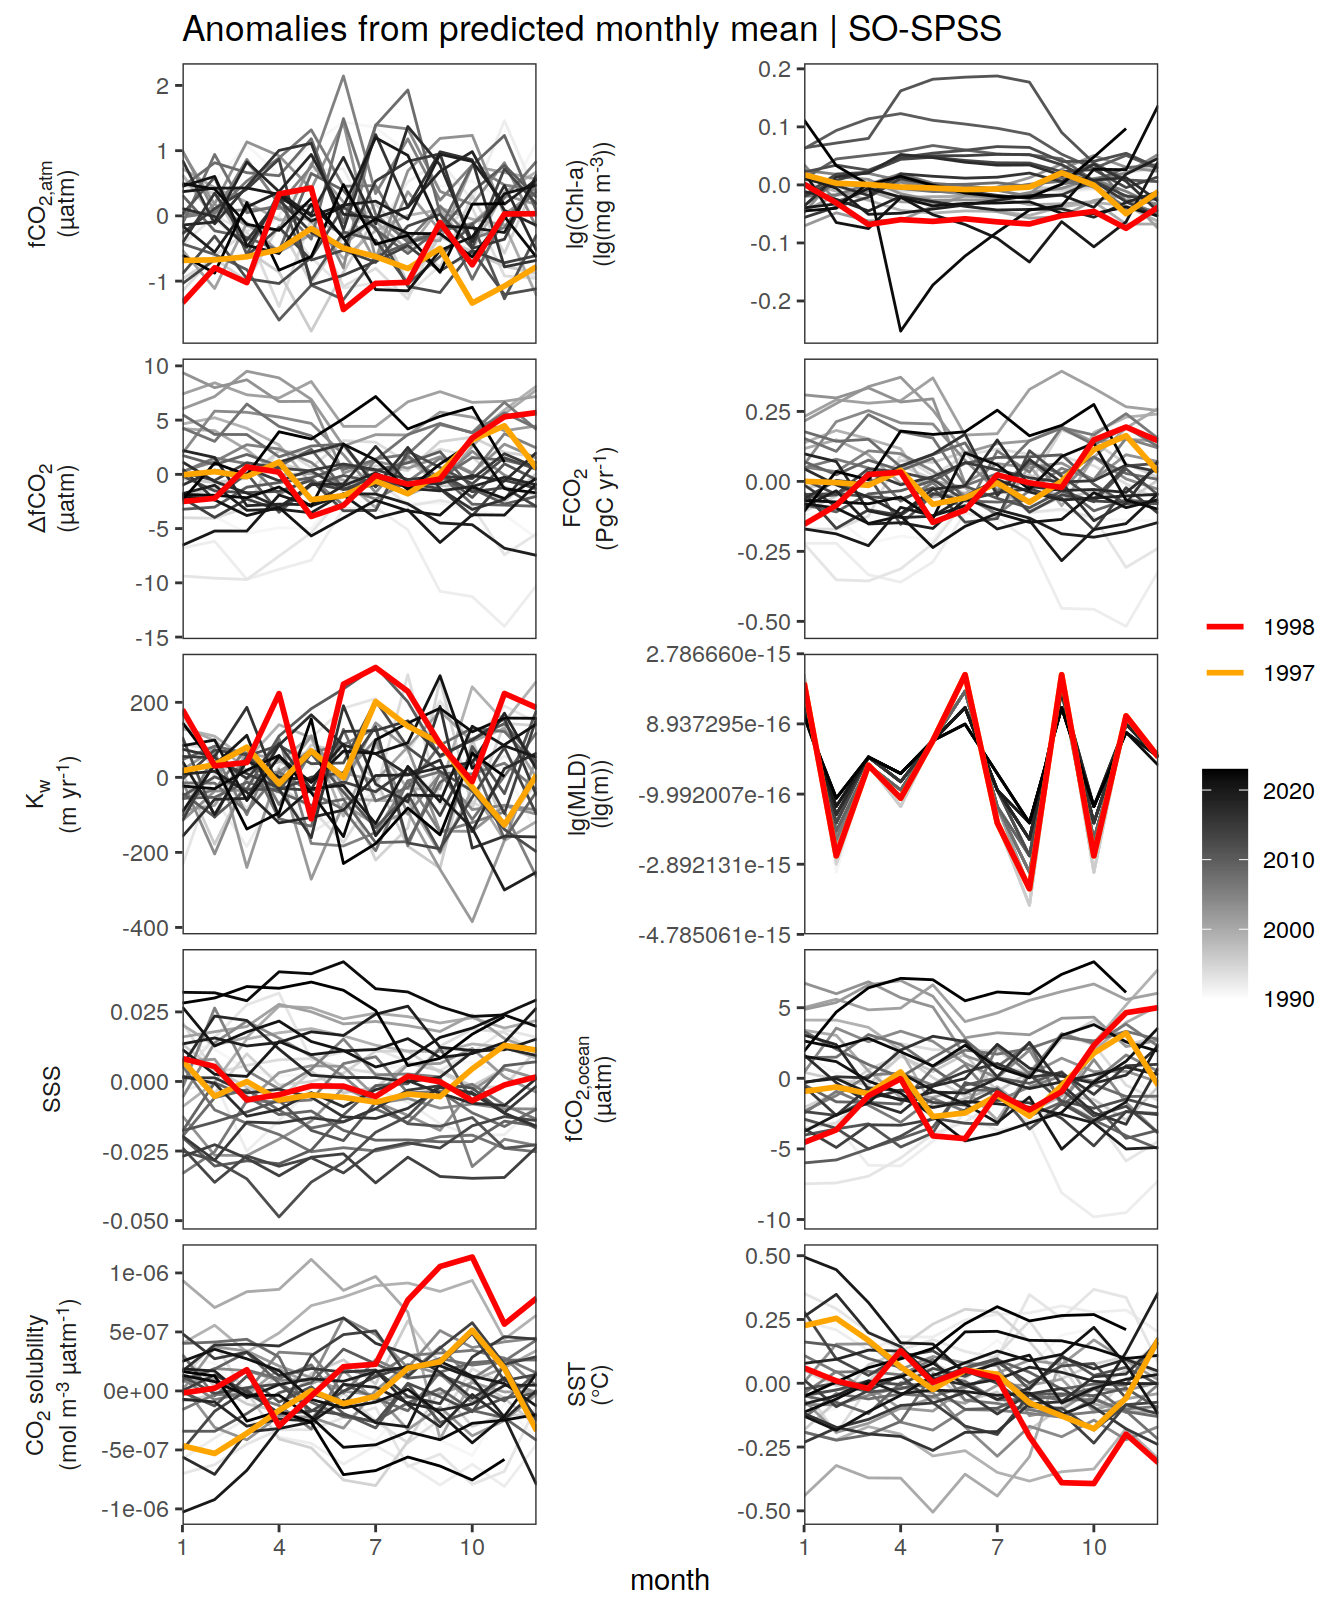 Anomalies from predicted monthly mean | SO-SPSS
fCO2,atm
(µatm)
2
1
0
-1
lg(Chl-a)
(lg(mg m-3))
0.2
0.1
0.0
-0.1
-0.2
ΔfCO2
(µatm)
10
5
0
-5
-10
-15
FCO2
(PgC yr-1)
0.25
0.00
-0.25
-0.50
Kw
(m yr-1)
200
0
-200
-400
lg(MLD)
(lg(m))
2.786660e-15
8.937295e-16
-9.992007e-16
-2.892131e-15
-4.785061e-15
SSS
0.025
0.000
-0.025
-0.050
fCO2,ocean
(µatm)
5
0
-5
-10
CO2 solubility
(mol m-3 µatm-1)
1e-06
5e-07
0e+00
-5e-07
-1e-06
SST
(°C)
0.50
0.25
0.00
-0.25
-0.50
1 4 7 10
1 4 7 10
month
1998
1997
2020
2010
2000
1990